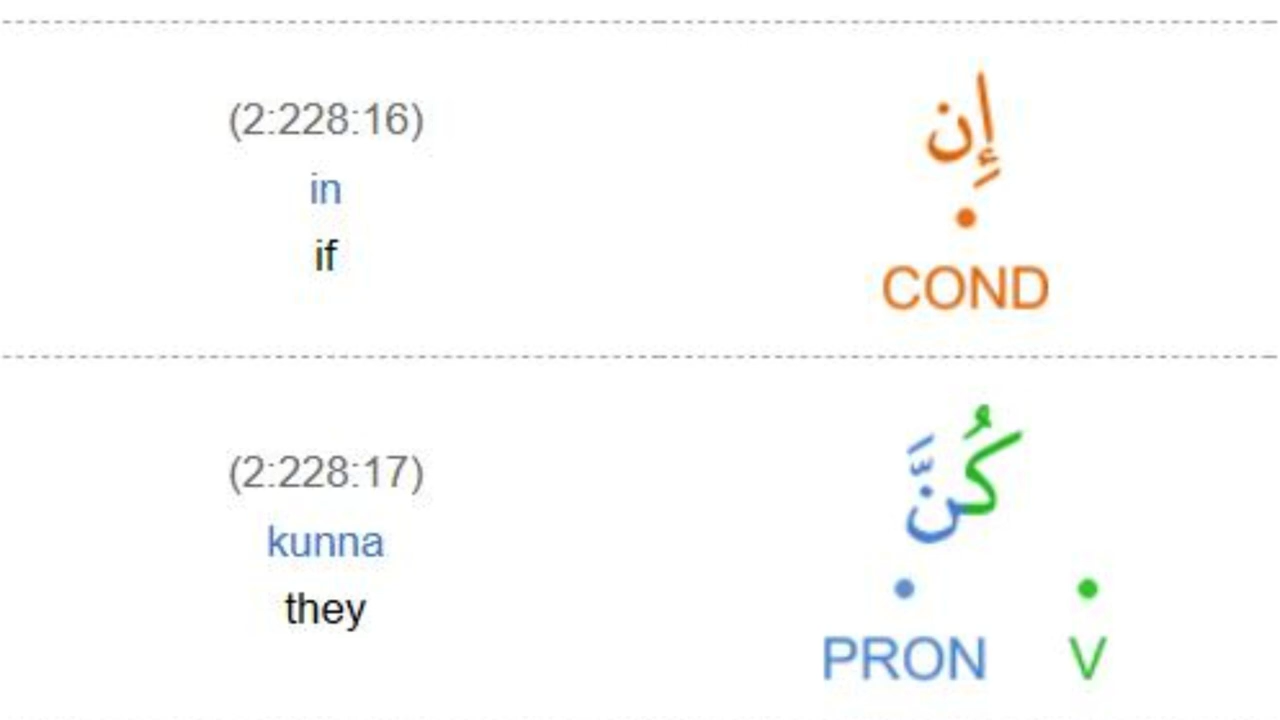 (2:228:16)
in
if
إِن
COND
(2:228:17)
kunna
they
كُنَّ
PRON V